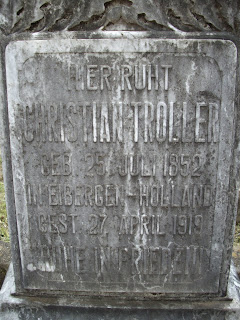 HIER RUHT
CHRISTIAN TROLLER
GEB. 25. JULI 1852
IN EIBERGEN-HOLLAND
GEST. 27. APRIL 1919
RUHE IN FRIEDEN